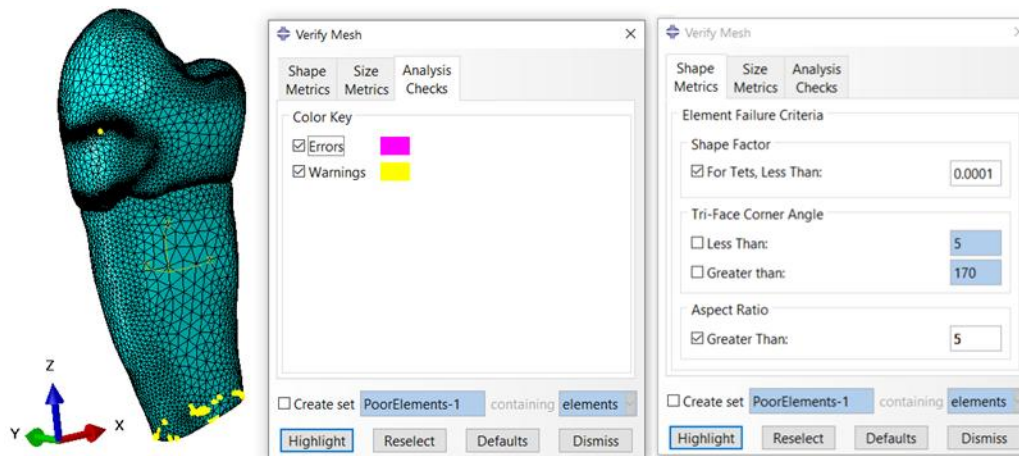 Z
Y
X
Verify Mesh
Shape Metrics
Size Metrics
Analysis Checks
Color Key
Errors
Warnings
Create set PoorElements-1 containing elements
Highlight Reselect Defaults Dismiss
Verify Mesh
Shape Metrics
Size Metrics
Analysis Checks
Element Failure Criteria
Shape Factor
For Tets, Less Than: 0.0001
Tri-Face Corner Angle
Less Than: 5
Greater than: 170
Aspect Ratio
Greater Than: 5
Create set PoorElements-1 containing elements
Highlight Reselect Defaults Dismiss